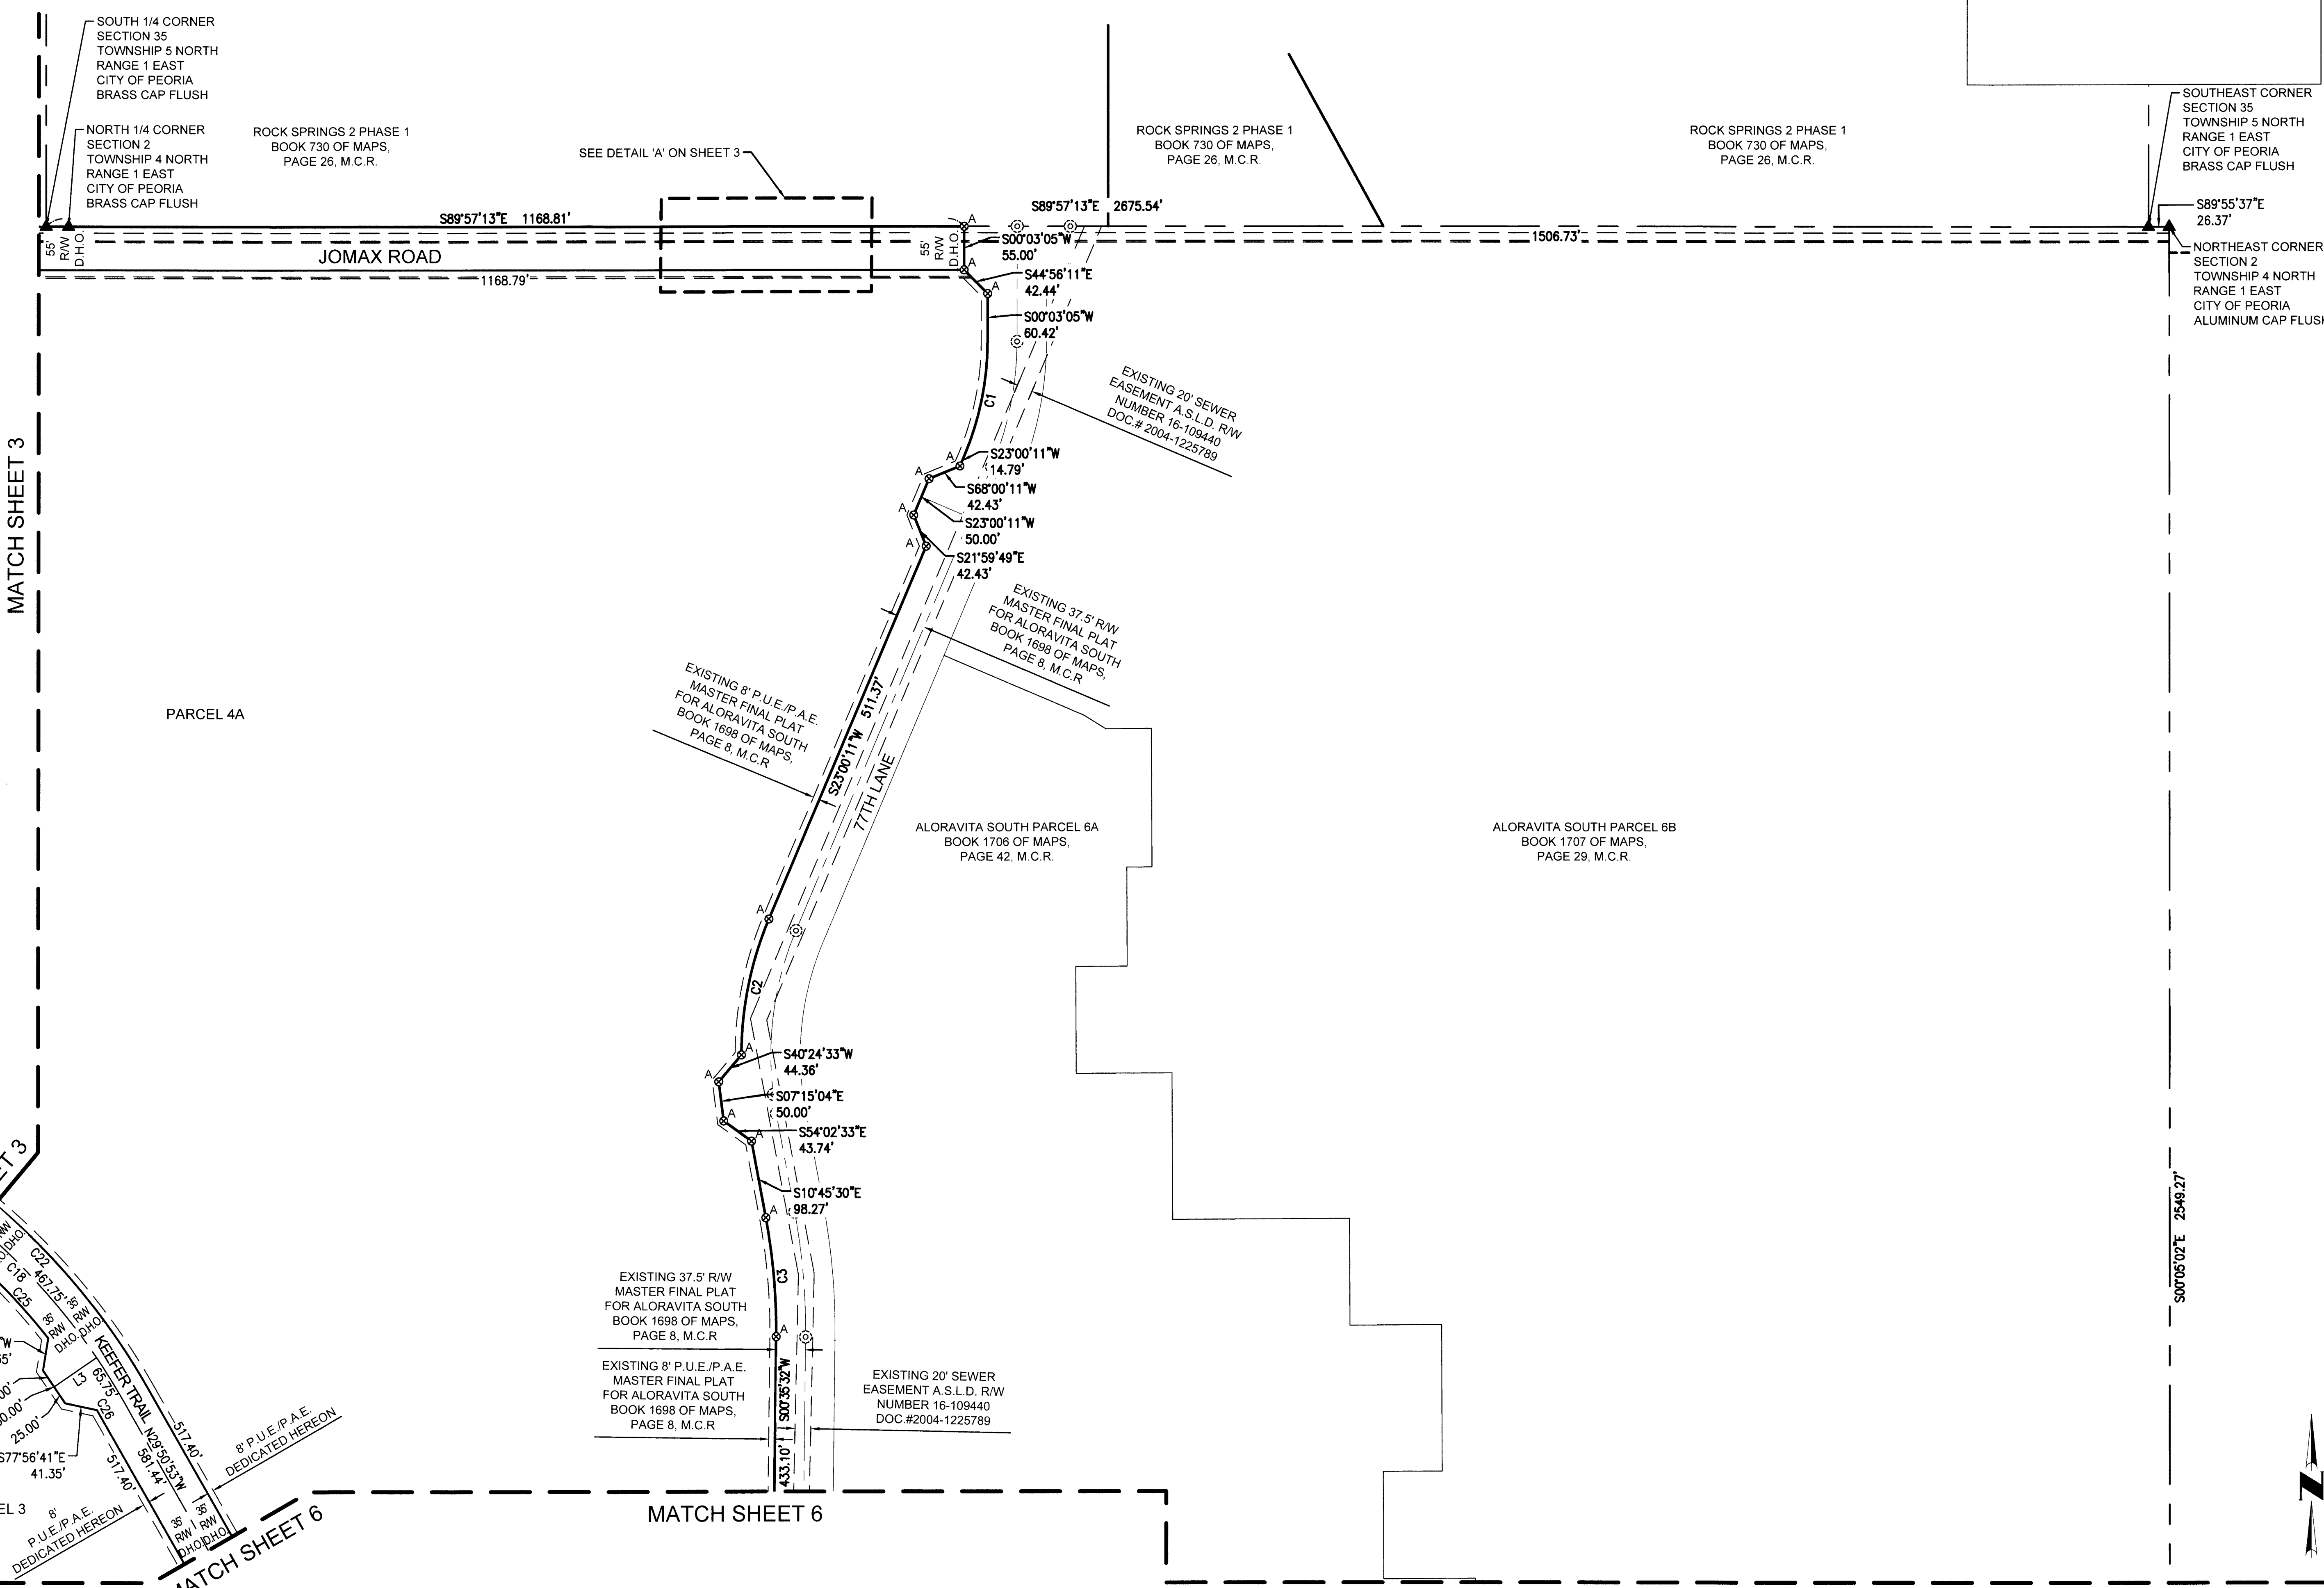 SOUTH 1/4 CORNER
SECTION 35
TOWNSHIP 5 NORTH
RANGE 1 EAST
CITY OF PEORIA
BRASS CAP FLUSH
NORTH 1/4 CORNER
SECTION 2
TOWNSHIP 4 NORTH
RANGE 1 EAST
CITY OF PEORIA
BRASS CAP FLUSH
ROCK SPRINGS 2 PHASE 1
BOOK 730 OF MAPS,
PAGE 26, M.C.R.
SEE DETAIL 'A' ON SHEET 3
ROCK SPRINGS 2 PHASE 1
BOOK 730 OF MAPS,
PAGE 26, M.C.R.
ROCK SPRINGS 2 PHASE 1
BOOK 730 OF MAPS,
PAGE 26, M.C.R.
SOUTHEAST CORNER
SECTION 35
TOWNSHIP 5 NORTH
RANGE 1 EAST
CITY OF PEORIA
BRASS CAP FLUSH
S89°55'37"E
26.37'
NORTHEAST CORNER
SECTION 2
TOWNSHIP 4 NORTH
RANGE 1 EAST
CITY OF PEORIA
ALUMINUM CAP FLUSH
S89°57'13"E 1168.81'
S89°57'13"E 2675.54'
1506.73'
55'
R/W
D.H.O.
JOMAX ROAD
1168.79'
55'
R/W
D.H.O.
A
S00°03'05"W
55.00'
S44°56'11"E
42.44'
A
S00°03'05"W
60.42'
C1
EXISTING 20' SEWER
EASEMENT A.S.L.D. R/W
NUMBER 16-109440
DOC.# 2004-1225789
MATCH SHEET 3
A
S23°00'11"W
14.79'
A
S68°00'11"W
42.43'
A
S23°00'11"W
50.00'
A
S21°59'49"E
42.43'
EXISTING 37.5' R/W
MASTER FINAL PLAT
FOR ALORAVITA SOUTH
BOOK 1698 OF MAPS,
PAGE 8, M.C.R
EXISTING 8' P.U.E./P.A.E.
MASTER FINAL PLAT
FOR ALORAVITA SOUTH
BOOK 1698 OF MAPS,
PAGE 8, M.C.R
S23°00'11"W 511.37'
77TH LANE
PARCEL 4A
ALORAVITA SOUTH PARCEL 6A
BOOK 1706 OF MAPS,
PAGE 42, M.C.R.
ALORAVITA SOUTH PARCEL 6B
BOOK 1707 OF MAPS,
PAGE 29, M.C.R.
A
C2
A
S40°24'33"W
44.36'
A
S07°15'04"E
50.00'
A
S54°02'33"E
43.74'
A
S10°45'30"E
98.27'
A
C3
A
S00°35'32"W
433.10'
EXISTING 37.5' R/W
MASTER FINAL PLAT
FOR ALORAVITA SOUTH
BOOK 1698 OF MAPS,
PAGE 8, M.C.R
EXISTING 8' P.U.E./P.A.E.
MASTER FINAL PLAT
FOR ALORAVITA SOUTH
BOOK 1698 OF MAPS,
PAGE 8, M.C.R
EXISTING 20' SEWER
EASEMENT A.S.L.D. R/W
NUMBER 16-109440
DOC.#2004-1225789
S00°05'02"E 2549.27'
ET 3
C22
467.75'
C18
C25
35'
R/W
D.H.O.
35'
R/W
D.H.O.
KEEFER TRAIL N29°50'53"W
65.75'
581.44'
L3
C26
25.00'
S77°56'41"E
41.35'
517.40'
517.40'
8' P.U.E./P.A.E.
DEDICATED HEREON
EL 3
8'
P.U.E./P.A.E.
DEDICATED HEREON
35'
R/W
D.H.O.
35'
R/W
D.H.O.
MATCH SHEET 6
MATCH SHEET 6
N